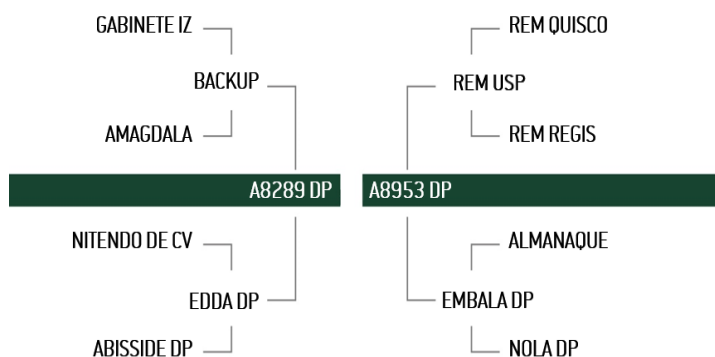 GABINETE IZ
BACKUP
AMAGDALA
A8289 DP
NITENDO DE CV
EDDA DP
ABISSIDE DP
REM QUISCO
REM USP
REM REGIS
A8953 DP
ALMANAQUE
EMBALA DP
NOLA DP